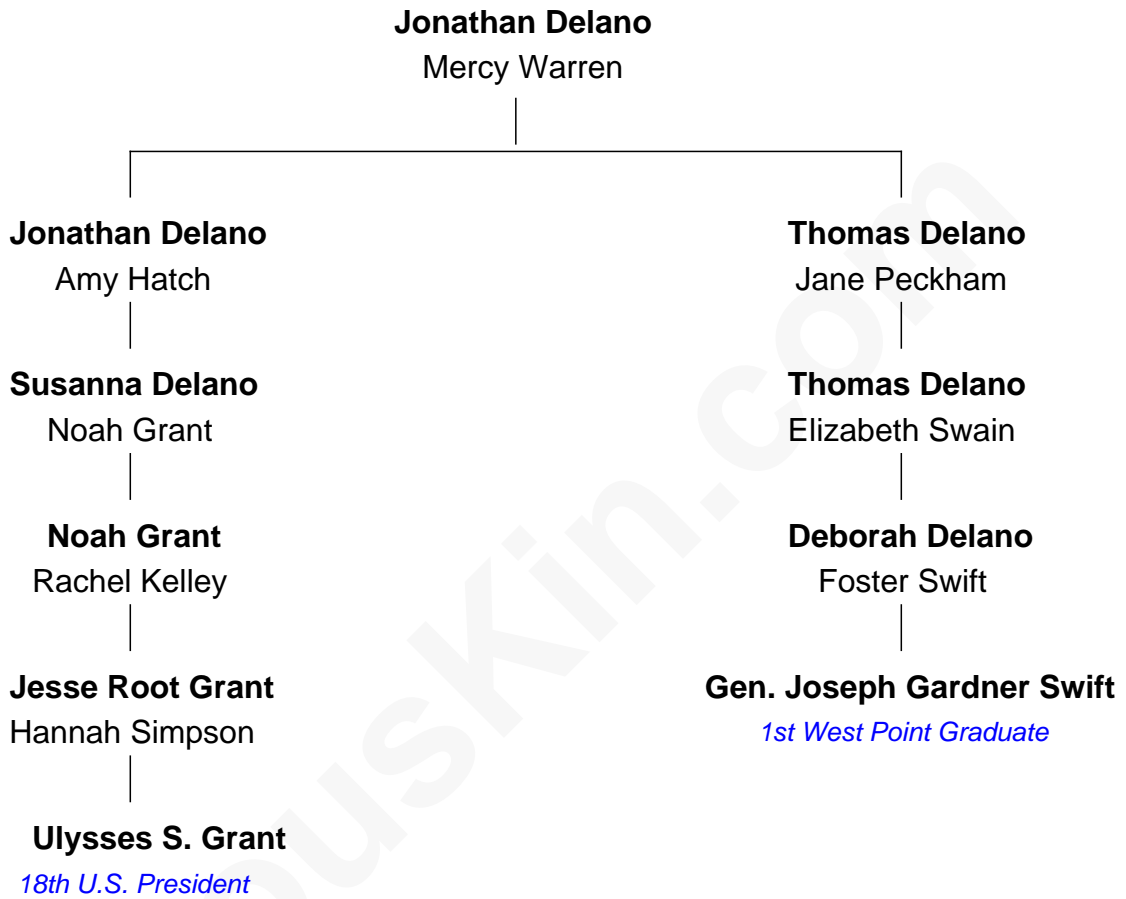 Jonathan Delano
Mercy Warren
Jonathan Delano
Amy Hatch
Thomas Delano
Jane Peckham
Susanna Delano
Noah Grant
Thomas Delano
Elizabeth Swain
Noah Grant
Rachel Kelley
Deborah Delano
Foster Swift
Jesse Root Grant
Hannah Simpson
Gen. Joseph Gardner Swift
1st West Point Graduate
Ulysses S. Grant
18th U.S. President
ousKin.com